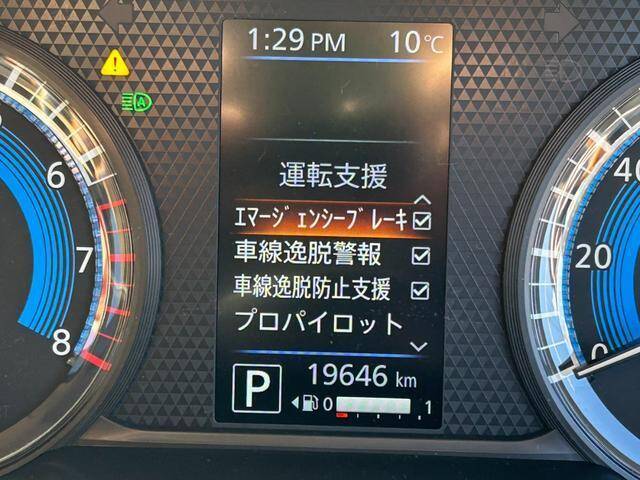 1:29 PM 10℃
運転支援
エマージェンシーブレーキ
車線逸脱警報
車線逸脱防止支援
プロパイロット
P
19646 km
0 1
6
7
8
40
20
0
A